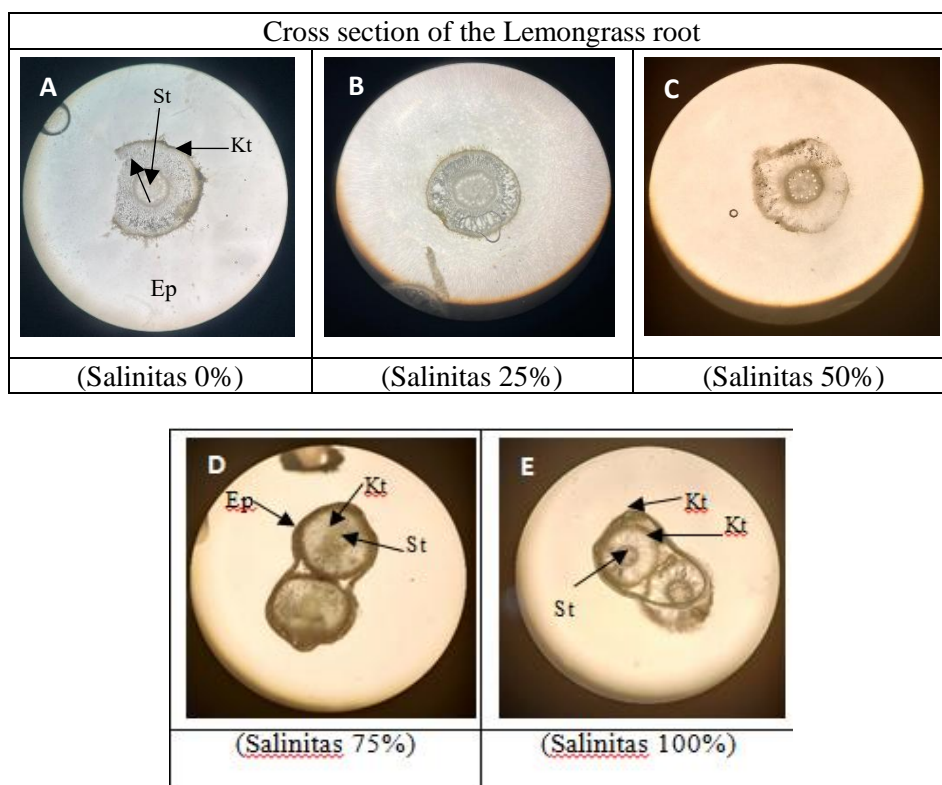 Cross section of the Lemongrass root
A
St
Kt
Ep
B
C
(Salinitas 0%)
(Salinitas 25%)
(Salinitas 50%)
D
Ep
Kt
St
E
Kt
Kt
St
(Salinitas 75%)
(Salinitas 100%)